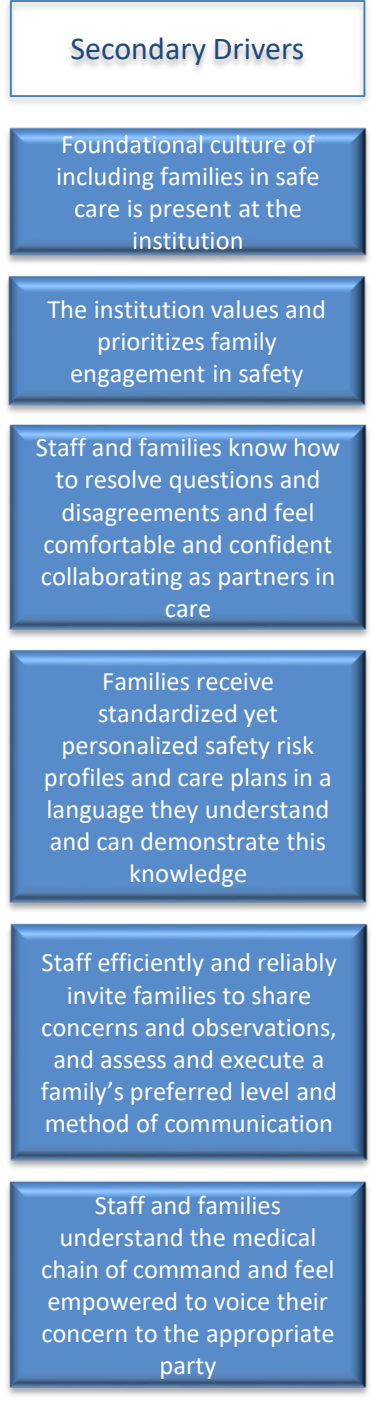 Secondary Drivers
Foundational culture of
including families in safe
care is present at the
institution
The institution values and
prioritizes family
engagement in safety
Staff and families know how
to resolve questions and
disagreements and feel
comfortable and confident
collaborating as partners in
care
Families receive
standardized yet
personalized safety risk
profiles and care plans in a
language they understand
and can demonstrate this
knowledge
Staff efficiently and reliably
invite families to share
concerns and observations,
and assess and execute a
family’s preferred level and
method of communication
Staff and families
understand the medical
chain of command and feel
empowered to voice their
concern to the appropriate
party